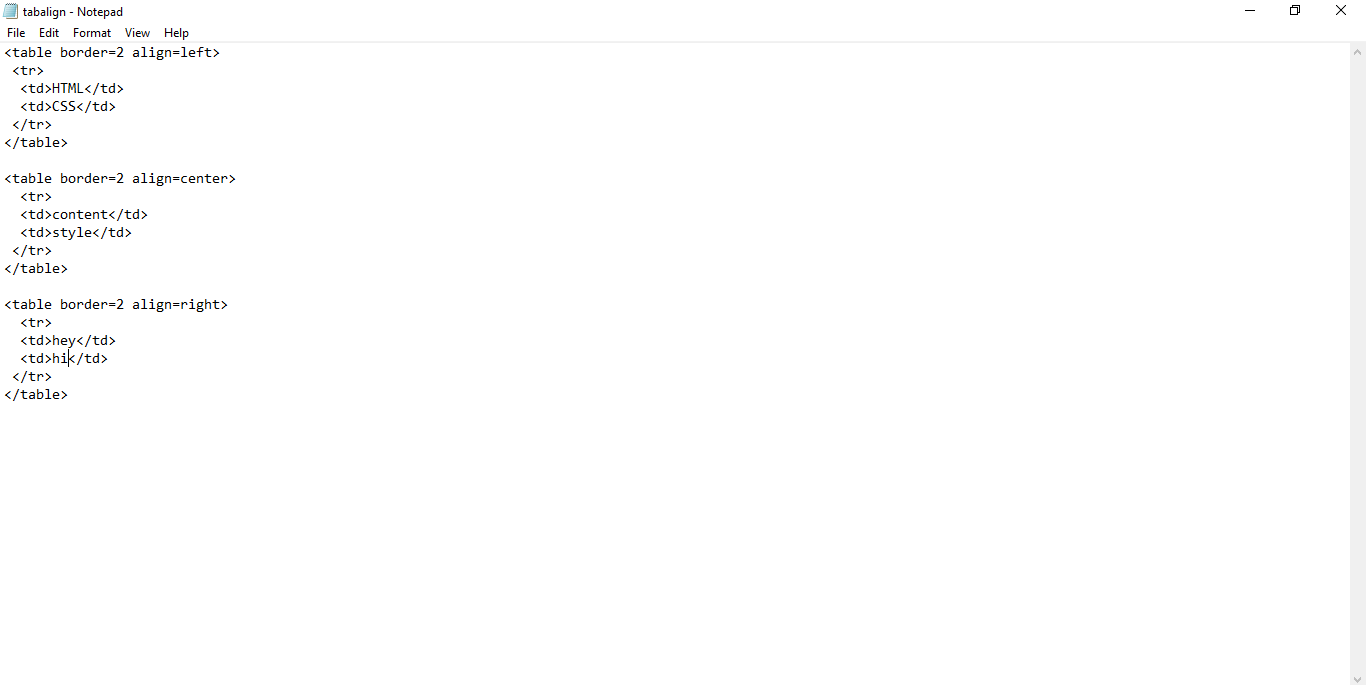 tabalign - Notepad
File Edit Format View Help
<table border=2 align=left>
 <tr>
  <td>HTML</td>
  <td>CSS</td>
 </tr>
</table>

<table border=2 align=center>
  <tr>
  <td>content</td>
  <td>style</td>
 </tr>
</table>

<table border=2 align=right>
  <tr>
  <td>hey</td>
  <td>hi</td>
 </tr>
</table>